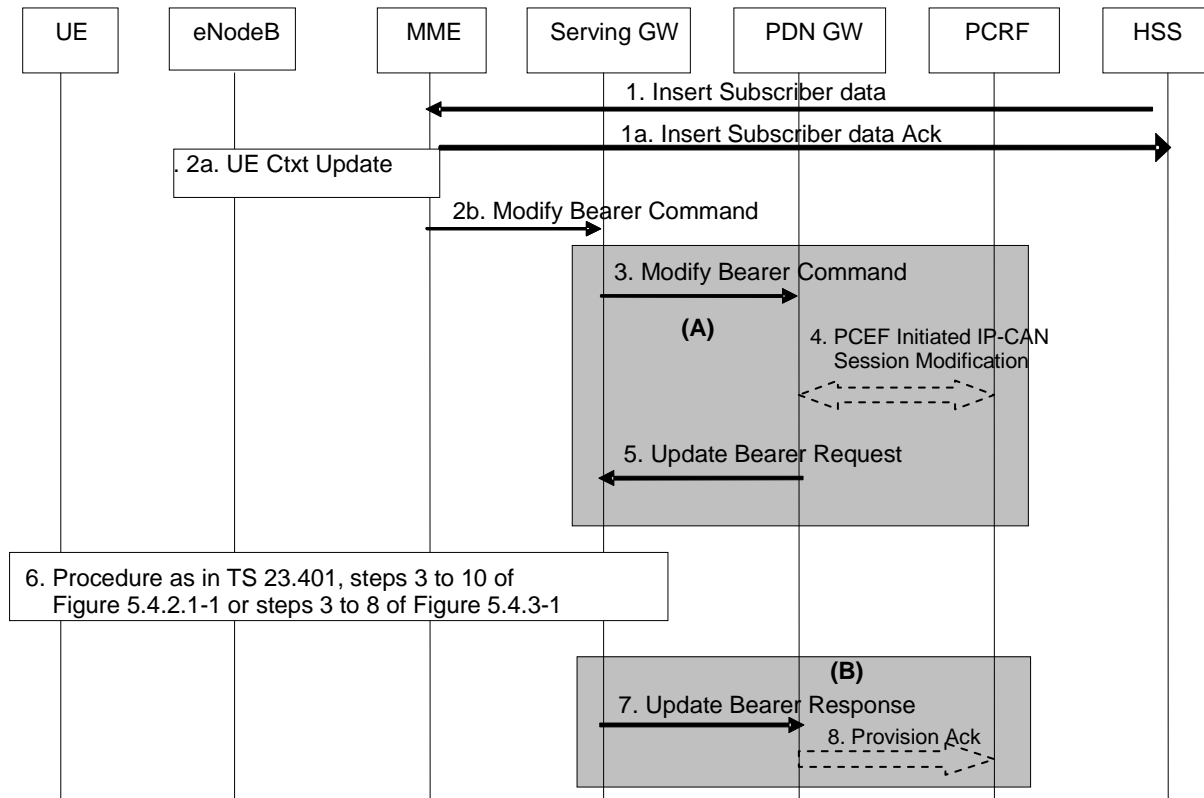 UE
eNodeB
MME
Serving GW
PDN GW
PCRF
HSS
1. Insert Subscriber data
1a. Insert Subscriber data Ack
. 2a. UE Ctxt Update
2b. Modify Bearer Command
3. Modify Bearer Command
(A)
4. PCEF Initiated IP-CAN
Session Modification
5. Update Bearer Request
6. Procedure as in TS 23.401, steps 3 to 10 of
Figure 5.4.2.1-1 or steps 3 to 8 of Figure 5.4.3-1
(B)
7. Update Bearer Response
8. Provision Ack